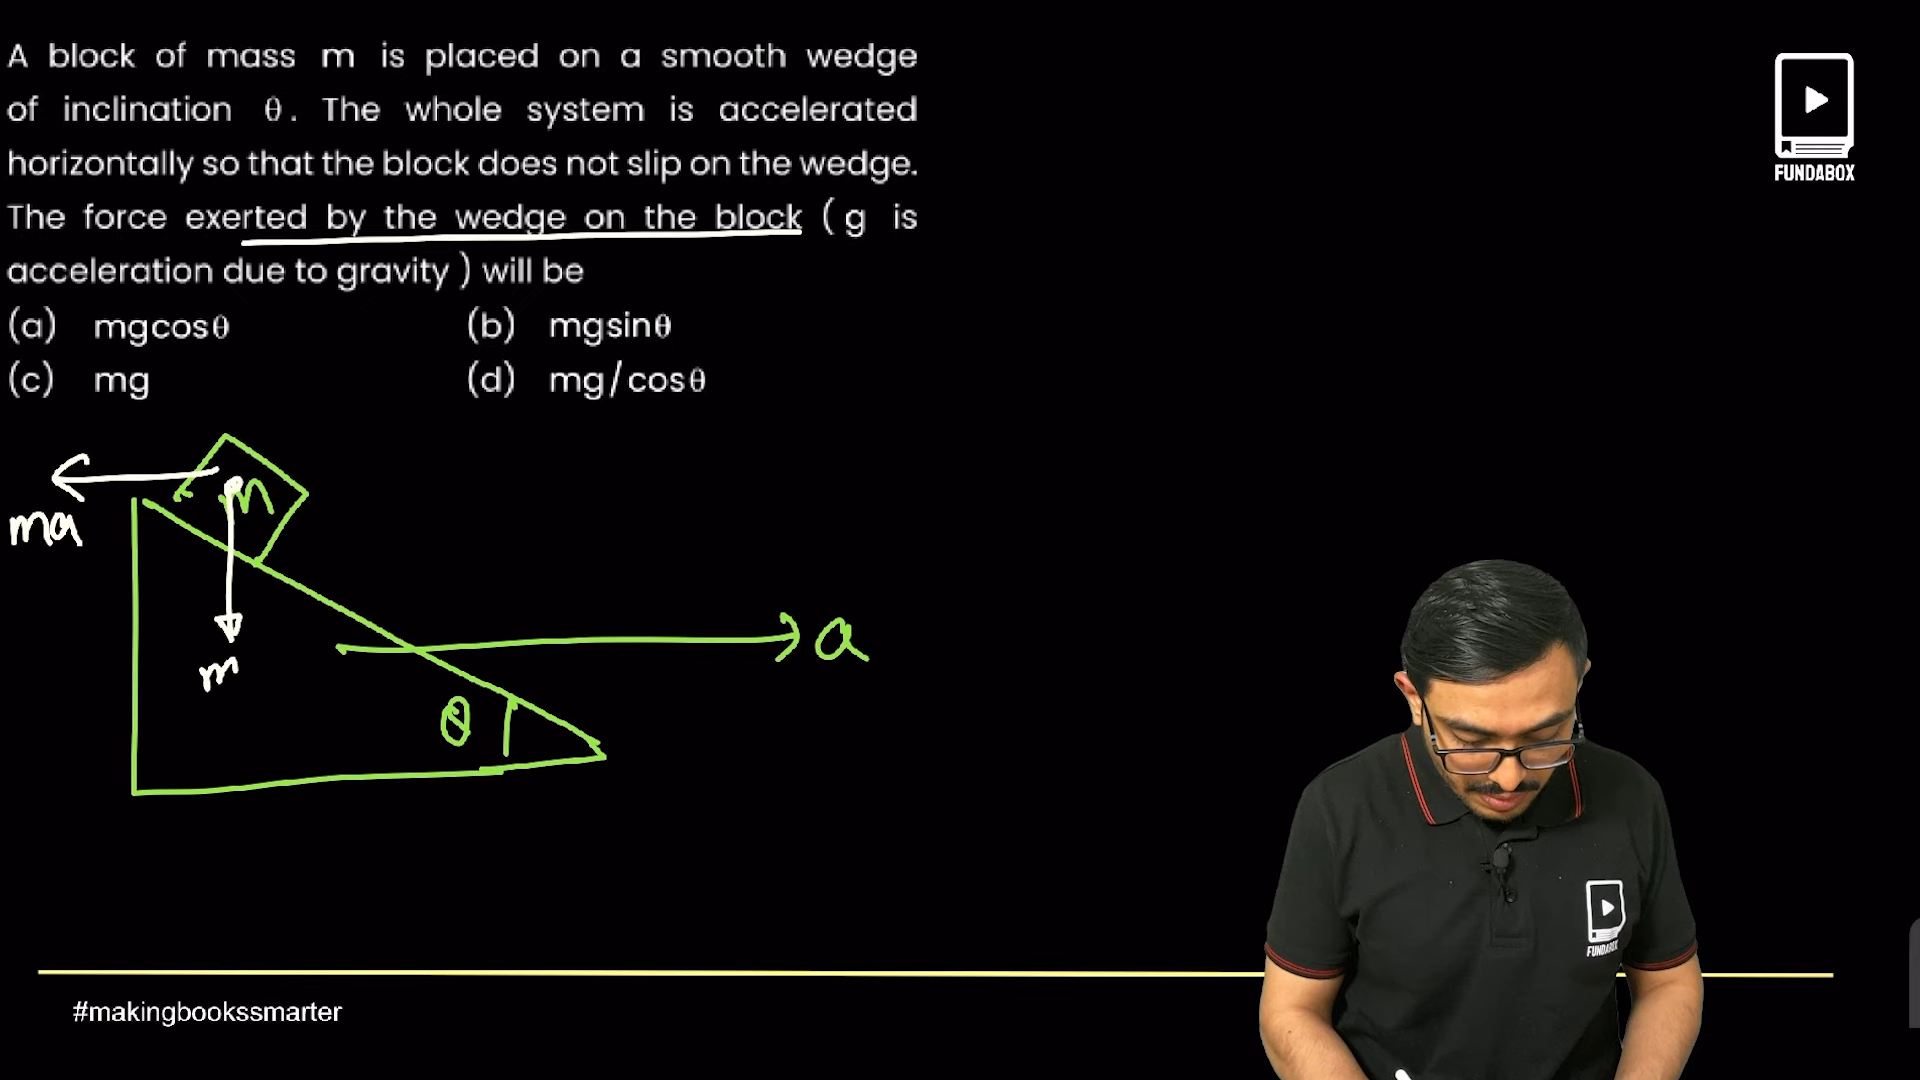 A block of mass m is placed on a smooth wedge
of inclination θ. The whole system is accelerated
horizontally so that the block does not slip on the wedge.
The force exerted by the wedge on the block ( g is
acceleration due to gravity ) will be
(a) mgcosθ (b) mgsinθ
(c) mg (d) mg/cosθ
m
ma
m
a
θ
FUNDABOX
FUNDABOX
#makingbookssmarter